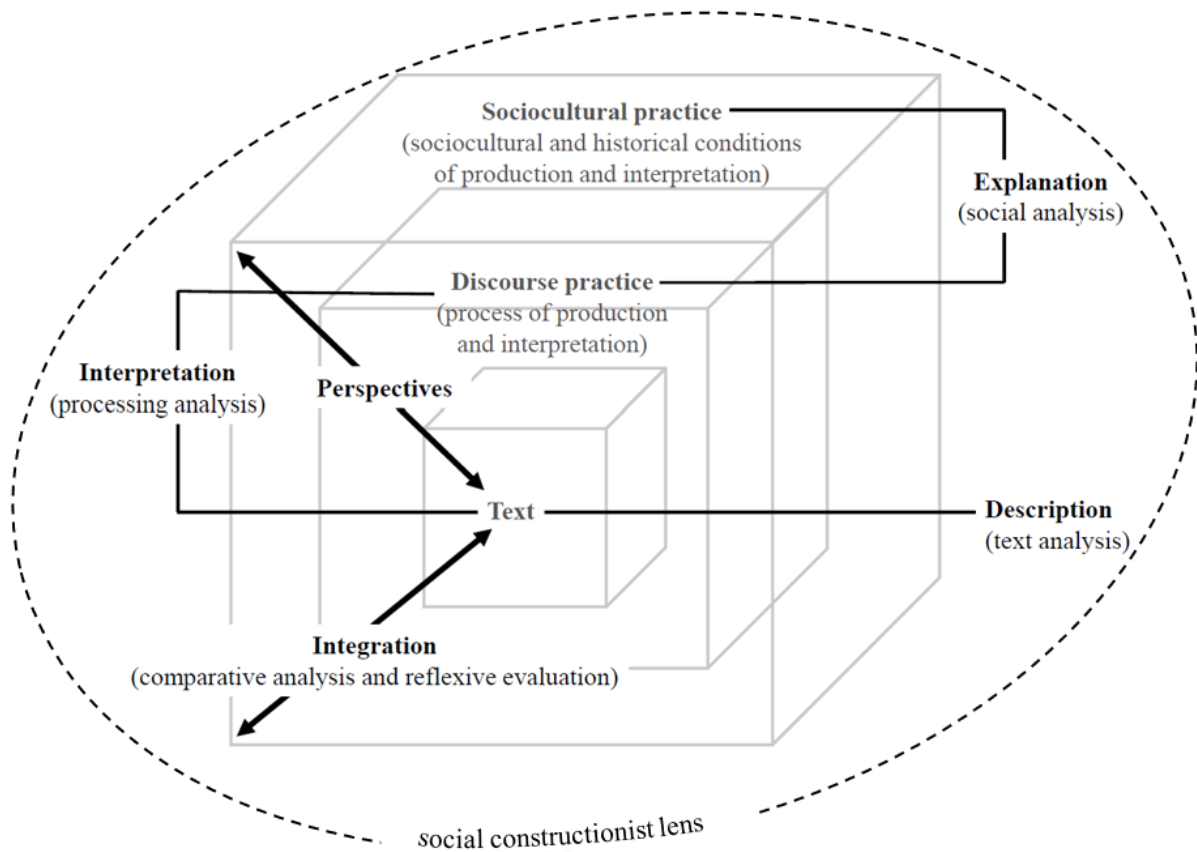 Sociocultural practice
(sociocultural and historical conditions
of production and interpretation)
Explanation
(social analysis)
Discourse practice
(process of production
and interpretation)
Interpretation
(processing analysis)
Perspectives
Text
Description
(text analysis)
Integration
(comparative analysis and reflexive evaluation)
social constructionist lens